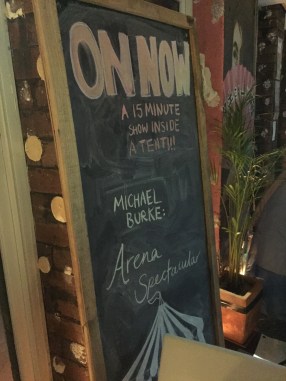 ON NOW
A 15 MINUTE
SHOW INSIDE
A TENT!!!
MICHAEL
BURKE:
Arena
Spectacular